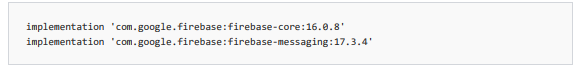 implementation 'com.google.firebase:firebase-core:16.0.8'
implementation 'com.google.firebase:firebase-messaging:17.3.4'